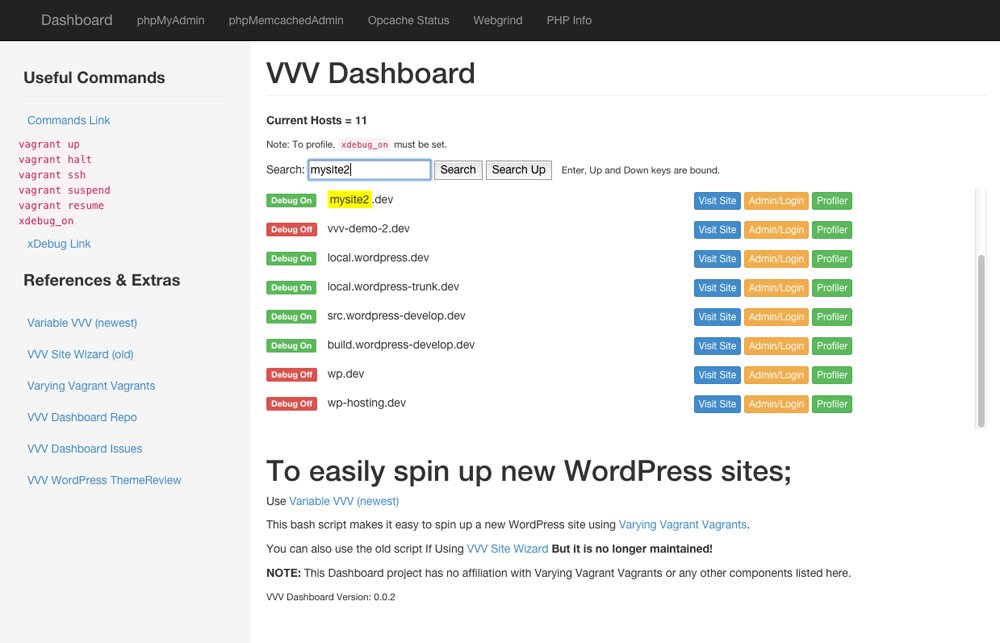 Dashboard phpMyAdmin phpMemcachedAdmin Opcache Status Webgrind PHP Info
Useful Commands
Commands Link
vagrant up
vagrant halt
vagrant ssh
vagrant suspend
vagrant resume
xdebug_on
xDebug Link
References & Extras
Variable VVV (newest)
VVV Site Wizard (old)
Varying Vagrant Vagrants
VVV Dashboard Repo
VVV Dashboard Issues
VVV WordPress ThemeReview
VVV Dashboard
Current Hosts = 11
Note: To profile, xdebug_on must be set.
Search: mysite2 Search Search Up Enter, Up and Down keys are bound.
Debug On mysite2.dev Visit Site Admin/Login Profiler
Debug Off vvv-demo-2.dev Visit Site Admin/Login Profiler
Debug On local.wordpress.dev Visit Site Admin/Login Profiler
Debug On local.wordpress-trunk.dev Visit Site Admin/Login Profiler
Debug On src.wordpress-develop.dev Visit Site Admin/Login Profiler
Debug On build.wordpress-develop.dev Visit Site Admin/Login Profiler
Debug Off wp.dev Visit Site Admin/Login Profiler
Debug Off wp-hosting.dev Visit Site Admin/Login Profiler
To easily spin up new WordPress sites;
Use Variable VVV (newest)
This bash script makes it easy to spin up a new WordPress site using Varying Vagrant Vagrants.
You can also use the old script If Using VVV Site Wizard But it is no longer maintained!
NOTE: This Dashboard project has no affiliation with Varying Vagrant Vagrants or any other components listed here.
VVV Dashboard Version: 0.0.2